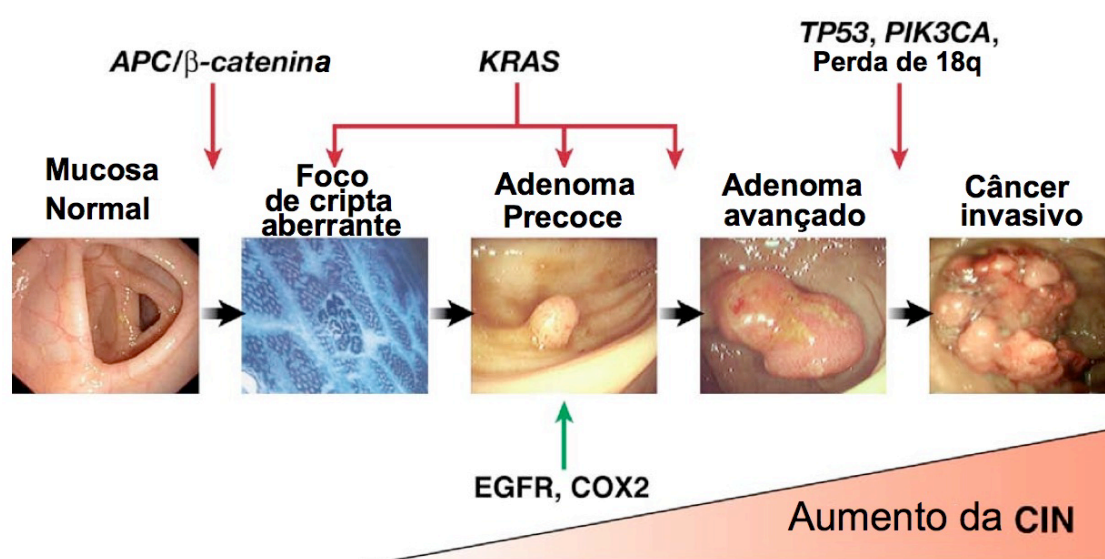 APC/β-catenina
KRAS
TP53, PIK3CA,
Perda de 18q
Mucosa
Normal
Foco
de cripta
aberrante
Adenoma
Precoce
Adenoma
avançado
Câncer
invasivo
EGFR, COX2
Aumento da CIN